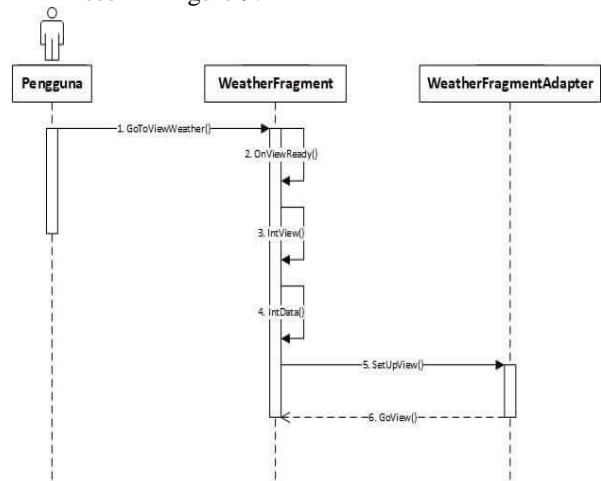 Pengguna
WeatherFragment
WeatherFragmentAdapter
1. GoToViewWeather()
2. OnViewReady()
3. IntView()
4. IntData()
5. SetUpView()
6. GoView()